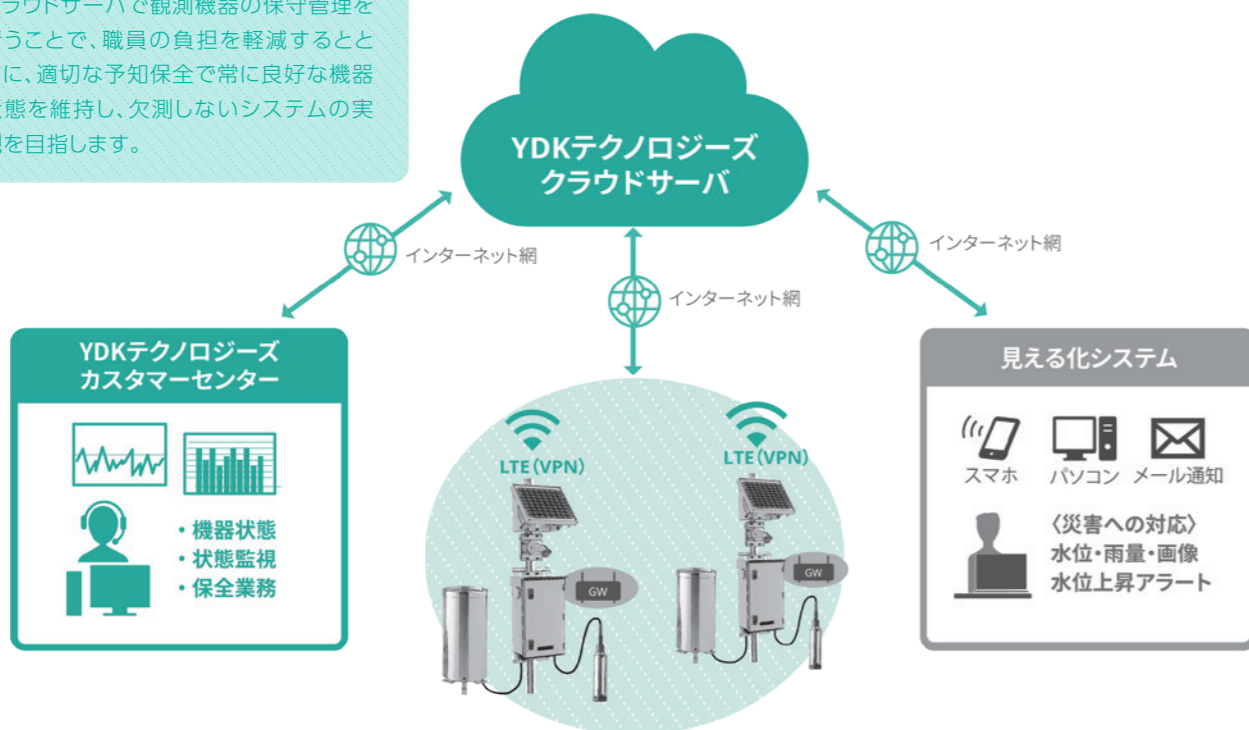 ラウドサーバで観測機器の保守管理を
うことで、職員の負担を軽減するとと
に、適切な予知保全で常に良好な機器
態を維持し、欠測しないシステムの実
を目指します。
YDKテクノロジーズ
クラウドサーバ
インターネット網
インターネット網
インターネット網
YDKテクノロジーズ
カスタマーセンター
・機器状態
・状態監視
・保全業務
LTE(VPN)
LTE(VPN)
GW
GW
見える化システム
スマホ
パソコン
メール通知
〈災害への対応〉
水位・雨量・画像
水位上昇アラート